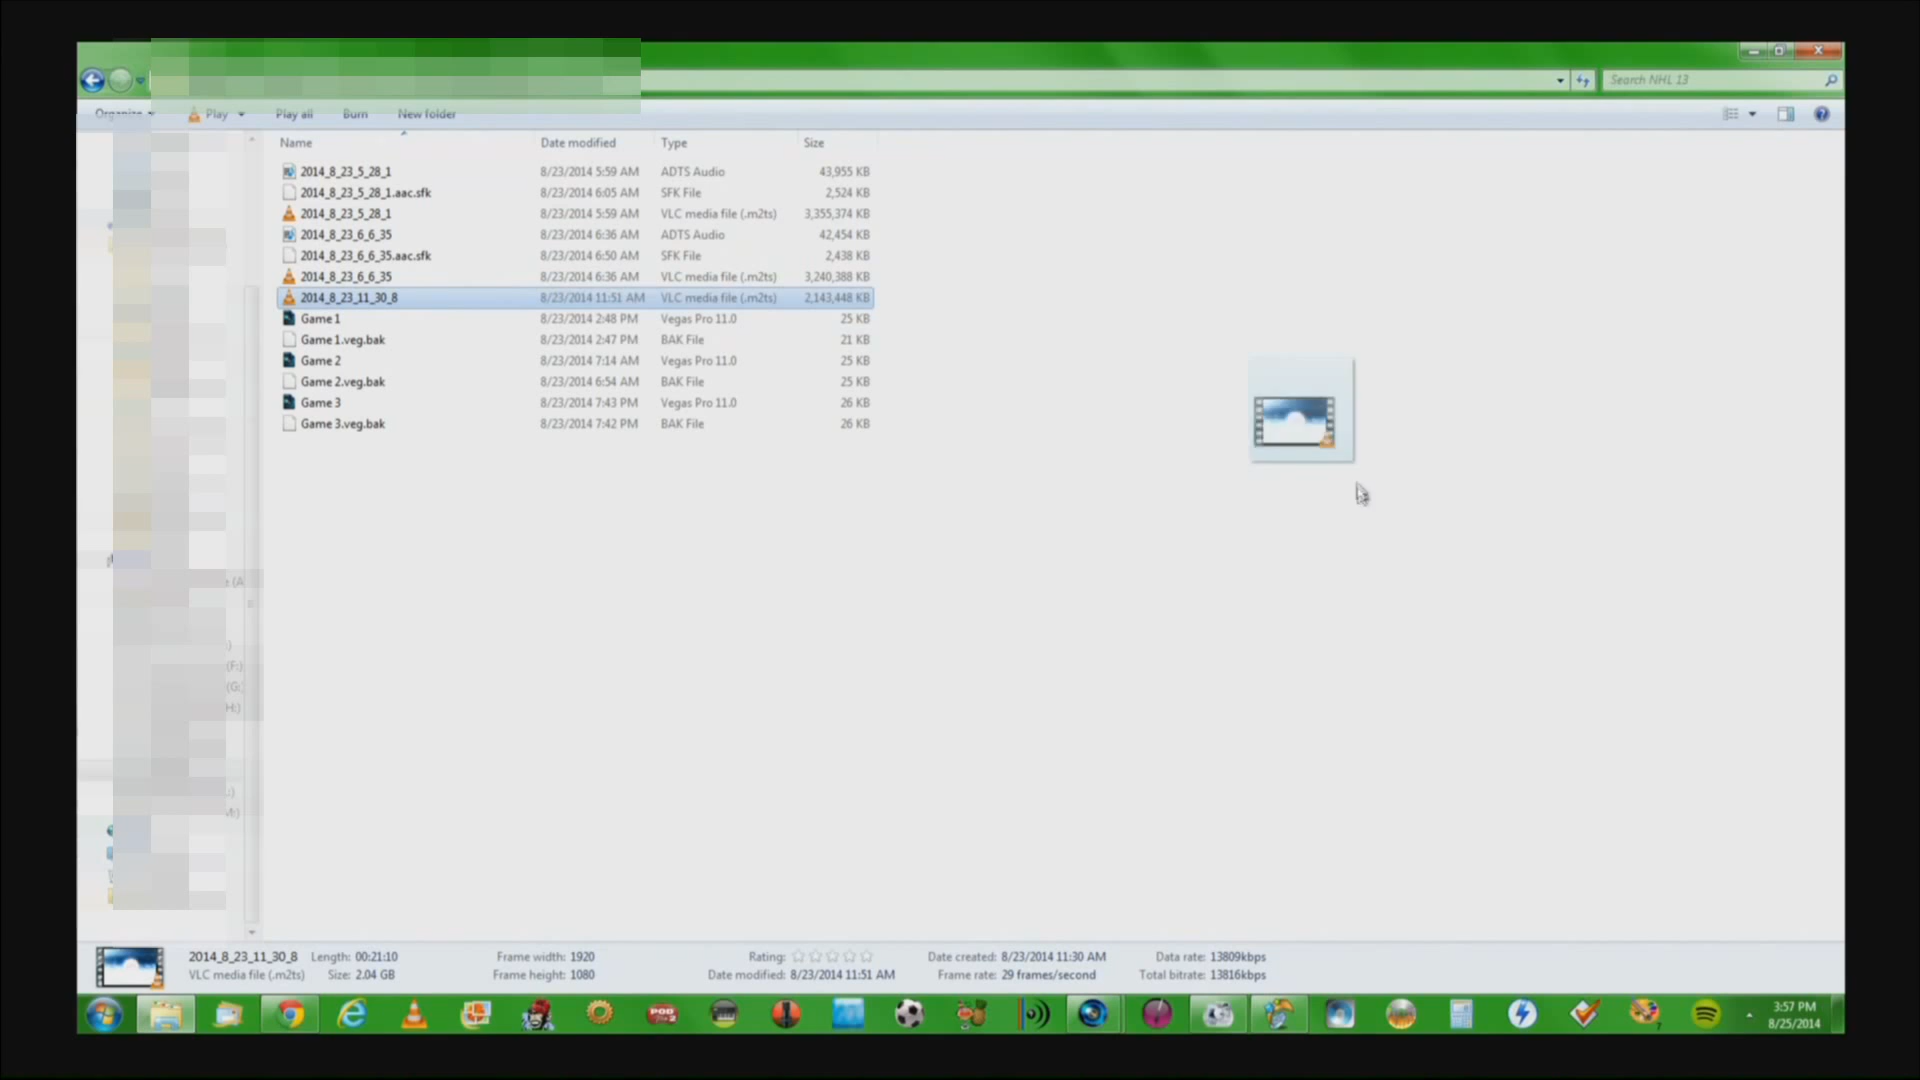 Search NHL 13
Organize Play Play all Burn New folder
Name Date modified Type Size
2014_8_23_5_28_1 8/23/2014 5:59 AM ADTS Audio 43,955 KB
2014_8_23_5_28_1.aac.sfk 8/23/2014 6:05 AM SFK File 2,524 KB
2014_8_23_5_28_1 8/23/2014 5:59 AM VLC media file (.m2ts) 3,355,374 KB
2014_8_23_6_6_35 8/23/2014 6:36 AM ADTS Audio 42,454 KB
2014_8_23_6_6_35.aac.sfk 8/23/2014 6:50 AM SFK File 2,438 KB
2014_8_23_6_6_35 8/23/2014 6:36 AM VLC media file (.m2ts) 3,240,388 KB
2014_8_23_11_30_8 8/23/2014 11:51 AM VLC media file (.m2ts) 2,143,448 KB
Game 1 8/23/2014 2:48 PM Vegas Pro 11.0 25 KB
Game 1.veg.bak 8/23/2014 2:47 PM BAK File 21 KB
Game 2 8/23/2014 7:14 AM Vegas Pro 11.0 25 KB
Game 2.veg.bak 8/23/2014 6:54 AM BAK File 25 KB
Game 3 8/23/2014 7:43 PM Vegas Pro 11.0 26 KB
Game 3.veg.bak 8/23/2014 7:42 PM BAK File 26 KB
(F:)
(G:)
H:)
M:)
2014_8_23_11_30_8 Length: 00:21:10 Frame width: 1920 Rating: Date created: 8/23/2014 11:30 AM Data rate: 13809kbps
VLC media file (.m2ts) Size: 2.04 GB Frame height: 1080 Date modified: 8/23/2014 11:51 AM Frame rate: 29 frames/second Total bitrate: 13816kbps
POD
3:57 PM
8/25/2014